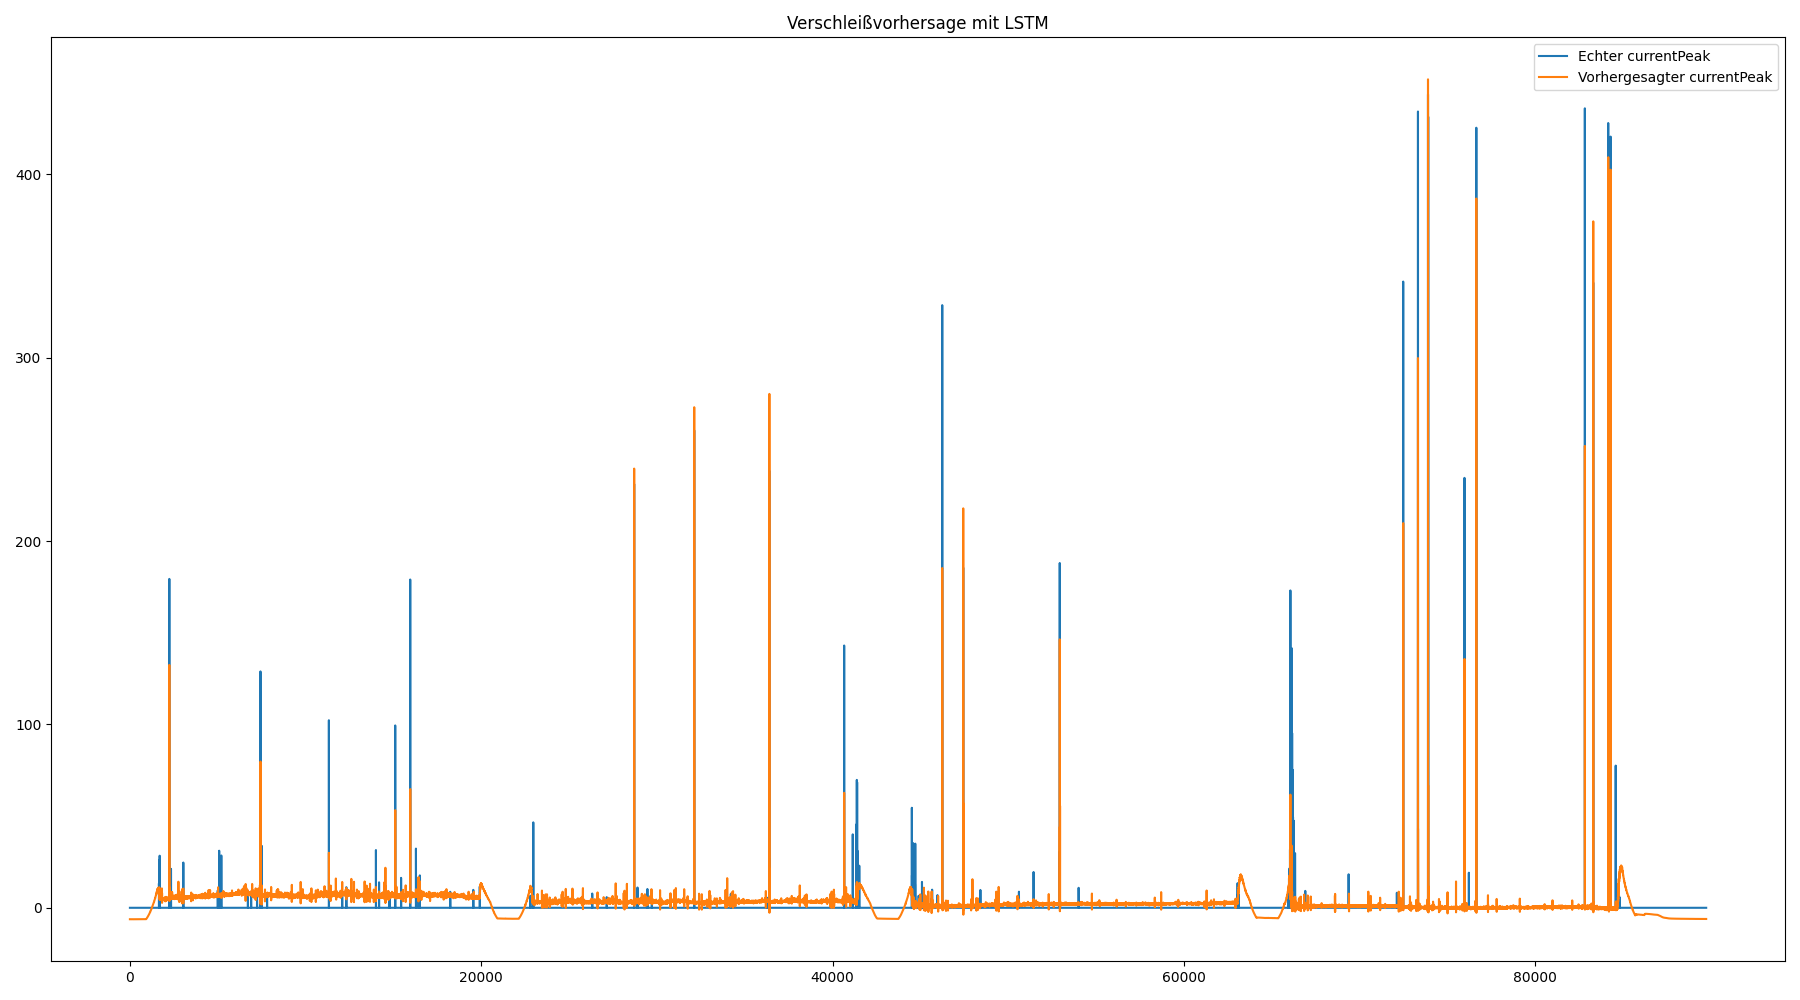 Verschleißvorhersage mit LSTM
Echter currentPeak
Vorhergesagter currentPeak
400
300
200
100
0
0 20000 40000 60000 80000